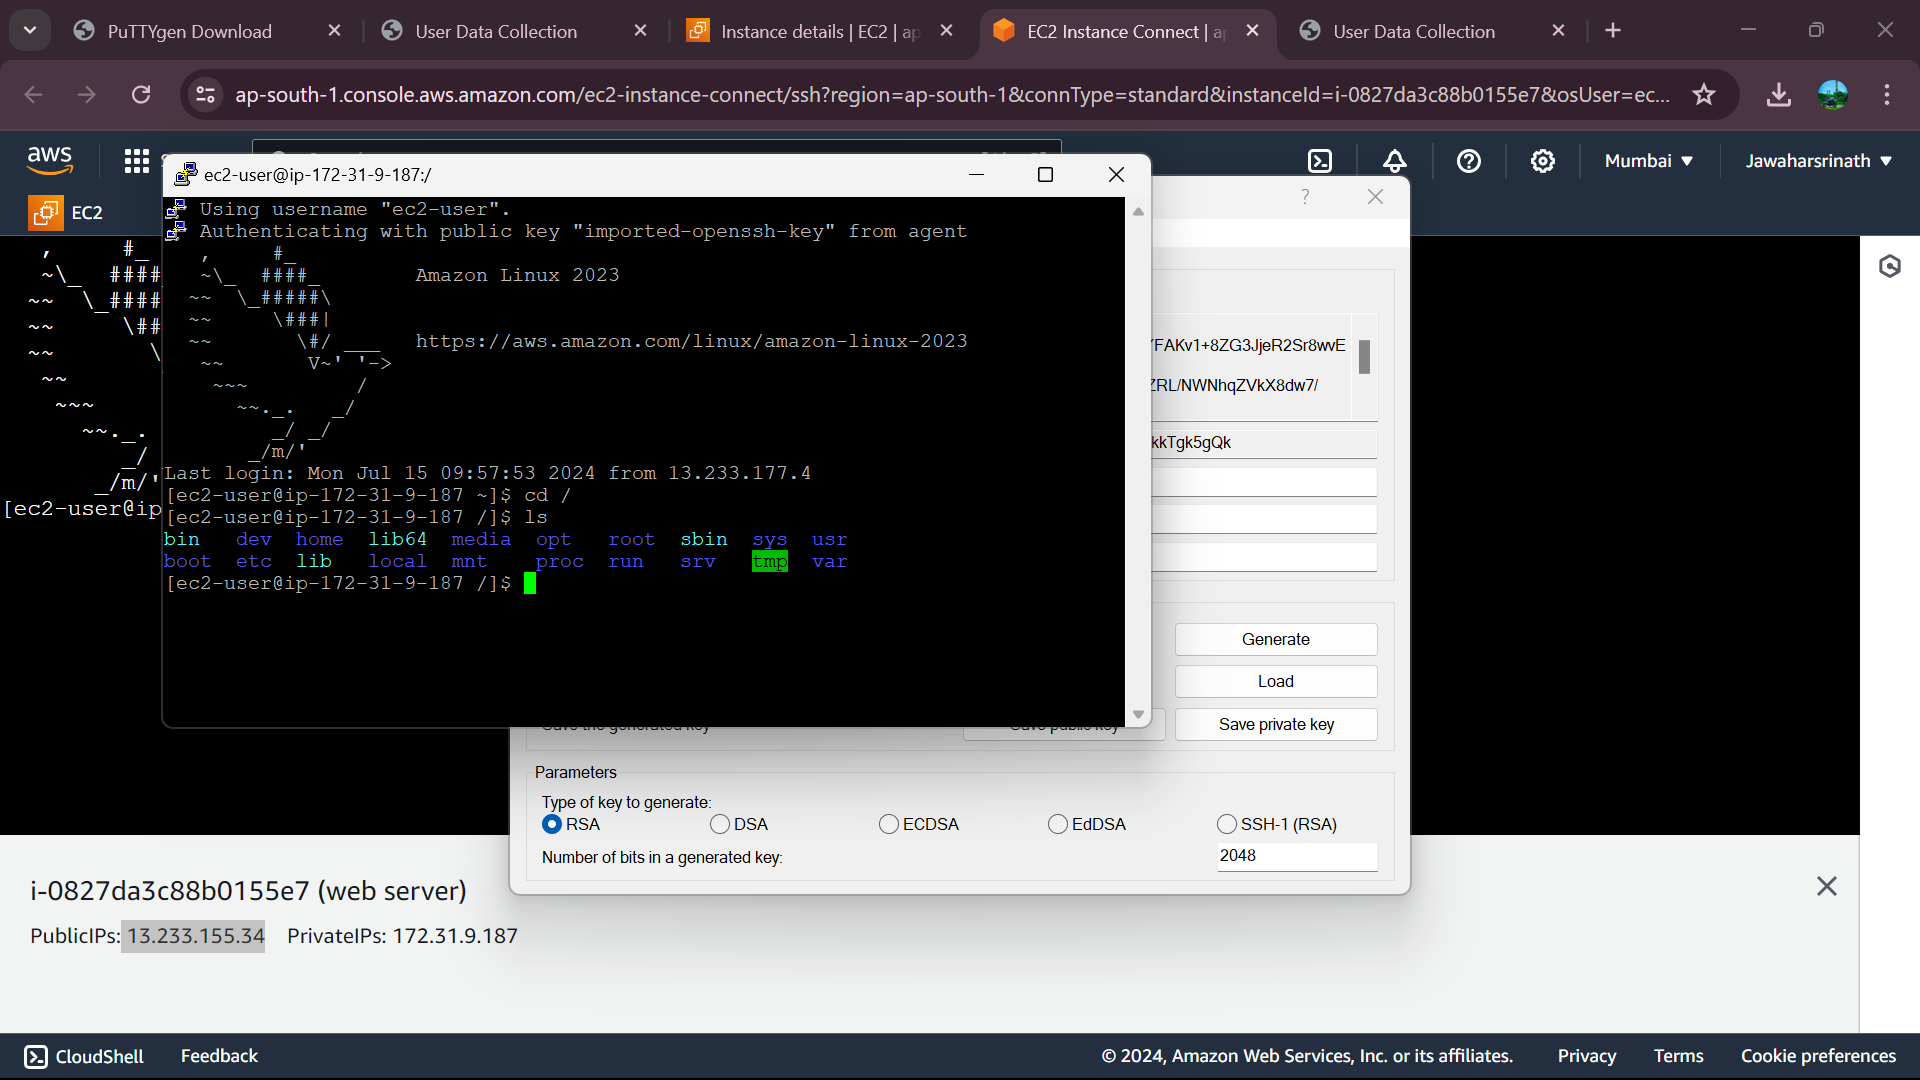 PuTTYgen Download
User Data Collection
Instance details | EC2 | ap
EC2 Instance Connect | a
User Data Collection
ap-south-1.console.aws.amazon.com/ec2-instance-connect/ssh?region=ap-south-1&connType=standard&instanceId=i-0827da3c88b0155e7&osUser=ec...
aws
Mumbai ▼
Jawaharsrinath ▼
EC2
ec2-user@ip-172-31-9-187:/
Using username "ec2-user".
Authenticating with public key "imported-openssh-key" from agent
   ,     #_
   ~\_  ####_        Amazon Linux 2023
  ~~  \_#####\
  ~~     \###|
  ~~       \#/ ___   https://aws.amazon.com/linux/amazon-linux-2023
   ~~       V~' '->
    ~~~         /
      ~~._.   _/
         _/ _/
       _/m/'
Last login: Mon Jul 15 09:57:53 2024 from 13.233.177.4
[ec2-user@ip-172-31-9-187 ~]$ cd /
[ec2-user@ip-172-31-9-187 /]$ ls
bin dev home lib64 media opt root sbin sys usr
boot etc lib local mnt proc run srv tmp var
[ec2-user@ip-172-31-9-187 /]$
[ec2-user@ip
FAKv1+8ZG3JjeR2Sr8wvE
ZRL/NWNhqZVkX8dw7/
kkTgk5gQk
Generate
Load
Save the generated key
Save public key
Save private key
Parameters
Type of key to generate:
RSA DSA ECDSA EdDSA SSH-1 (RSA)
Number of bits in a generated key: 2048
i-0827da3c88b0155e7 (web server)
PublicIPs: 13.233.155.34 PrivateIPs: 172.31.9.187
CloudShell Feedback © 2024, Amazon Web Services, Inc. or its affiliates. Privacy Terms Cookie preferences